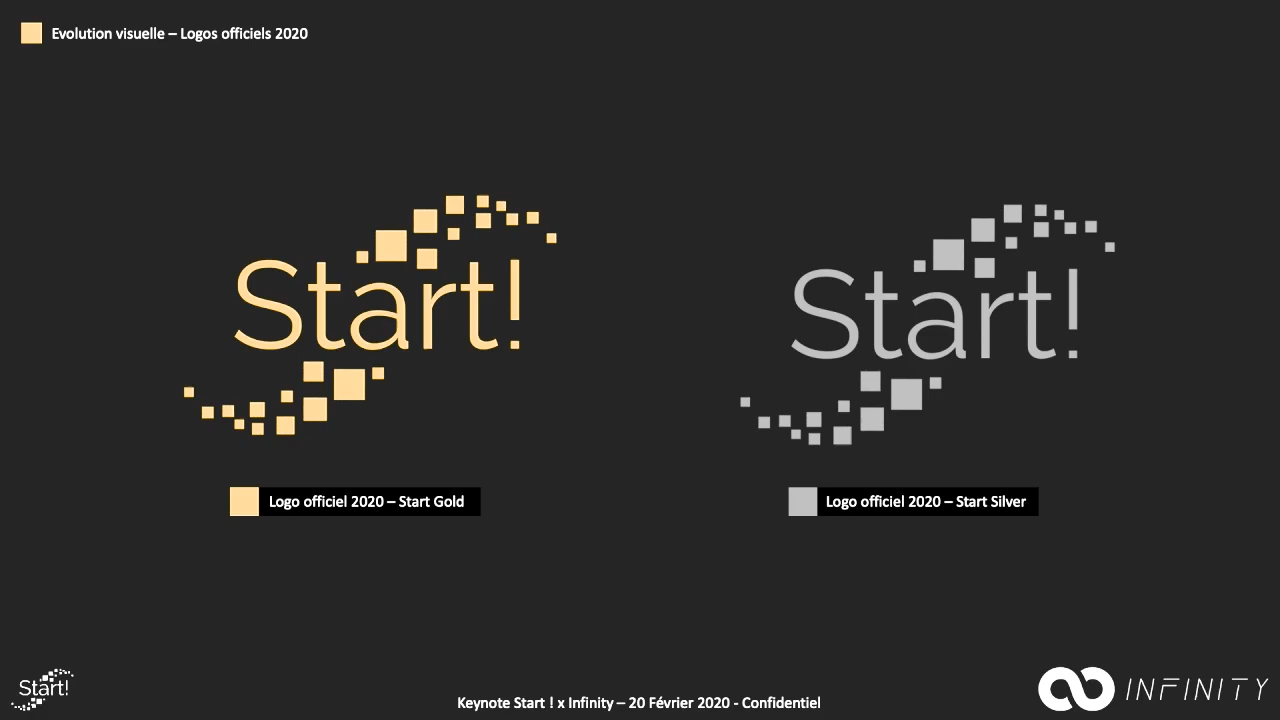 Evolution visuelle – Logos officiels 2020
Start!
Start!
Logo officiel 2020 – Start Gold
Logo officiel 2020 – Start Silver
Start!
Keynote Start ! x Infinity – 20 Février 2020 - Confidentiel
INFINITY